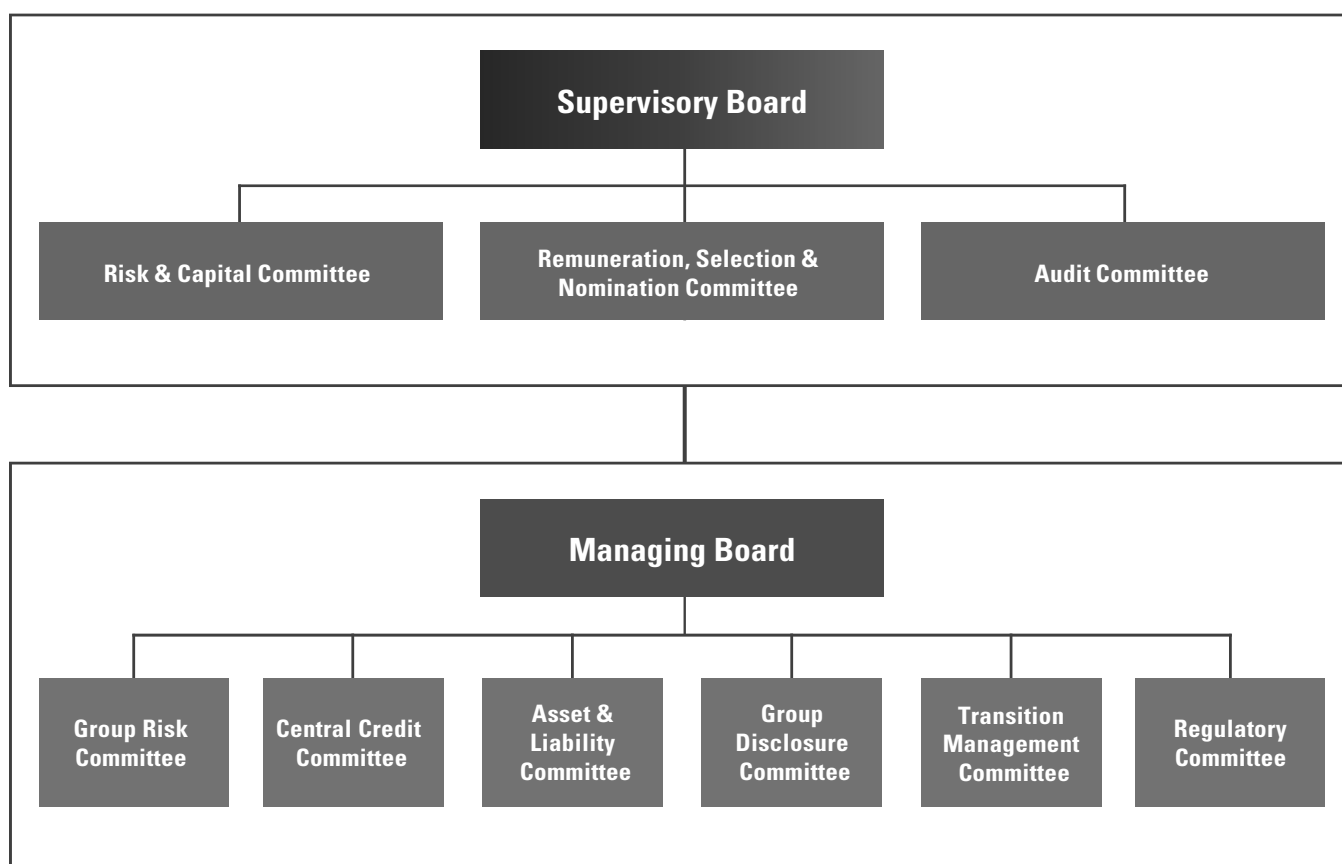 Supervisory Board
Risk & Capital Committee
Remuneration, Selection &
Nomination Committee
Audit Committee
Managing Board
Group Risk
Committee
Central Credit
Committee
Asset &
Liability
Committee
Group
Disclosure
Committee
Transition
Management
Committee
Regulatory
Committee